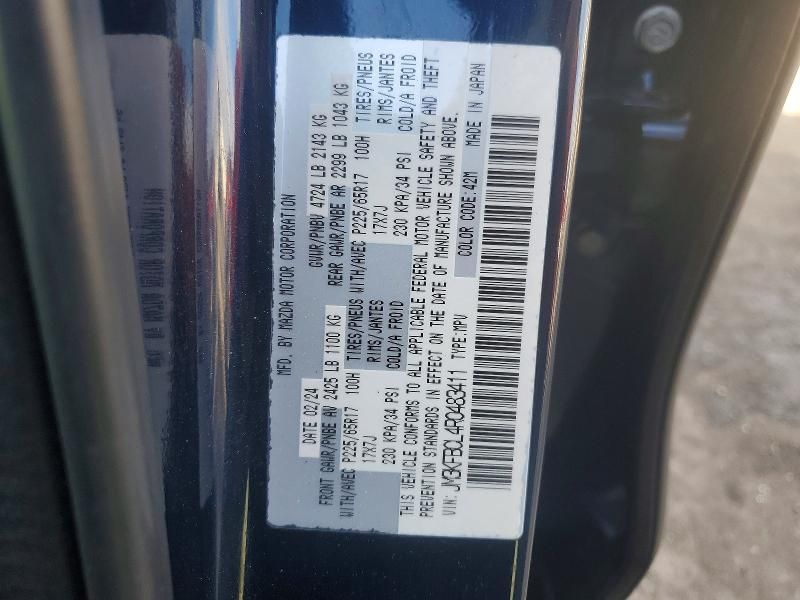 MFD. BY MAZDA MOTOR CORPORATION
DATE 02/24 GVWR/PNBV 4724 LB 2143 KG
FRONT GAWR/PNBE AV 2425 LB 1100 KG REAR GAWR/PNBE AR 2299 LB 1043 KG
WITH/AVEC P225/65R17 100H TIRES/PNEUS WITH/AVEC P225/65R17 100H TIRES/PNEUS
17X7J RIMS/JANTES 17X7J RIMS/JANTES
230 KPA/34 PSI COLD/A FROID 230 KPA/34 PSI COLD/A FROID
THIS VEHICLE CONFORMS TO ALL APPLICABLE FEDERAL MOTOR VEHICLE SAFETY AND THEFT
PREVENTION STANDARDS IN EFFECT ON THE DATE OF MANUFACTURE SHOWN ABOVE.
COLOR CODE:42M MADE IN JAPAN
VIN: JM3KFBCL4R0483411 TYPE:MPV